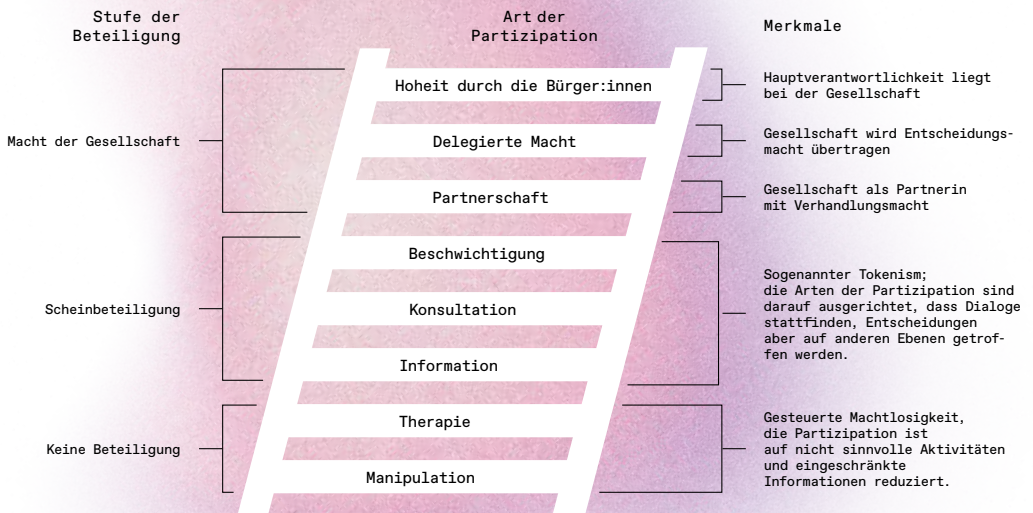 Stufe der
Beteiligung
Art der
Partizipation
Merkmale
Macht der Gesellschaft
Hoheit durch die Bürger:innen
Hauptverantwortlichkeit liegt
bei der Gesellschaft
Delegierte Macht
Gesellschaft wird Entscheidungs-
macht übertragen
Partnerschaft
Gesellschaft als Partnerin
mit Verhandlungsmacht
Scheinbeteiligung
Beschwichtigung
Konsultation
Information
Sogenannter Tokenism;
die Arten der Partizipation sind
darauf ausgerichtet, dass Dialoge
stattfinden, Entscheidungen
aber auf anderen Ebenen getrof-
fen werden.
Keine Beteiligung
Therapie
Manipulation
Gesteuerte Machtlosigkeit,
die Partizipation ist
auf nicht sinnvolle Aktivitäten
und eingeschränkte
Informationen reduziert.